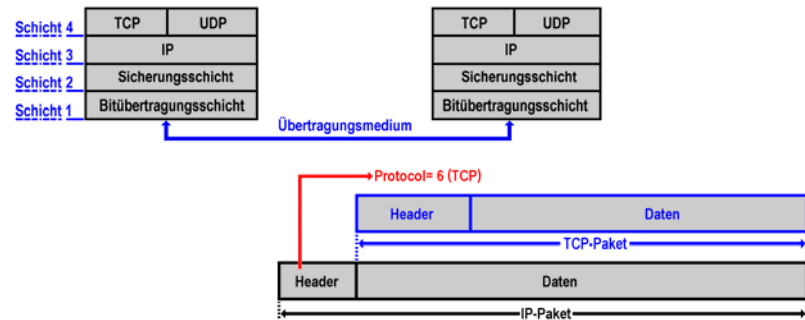 Schicht 4 TCP UDP TCP UDP
Schicht 3 IP IP
Schicht 2 Sicherungsschicht Sicherungsschicht
Schicht 1 Bitübertragungsschicht Bitübertragungsschicht
Übertragungsmedium
Protocol= 6 (TCP)
Header Daten
TCP-Paket
Header Daten
IP-Paket